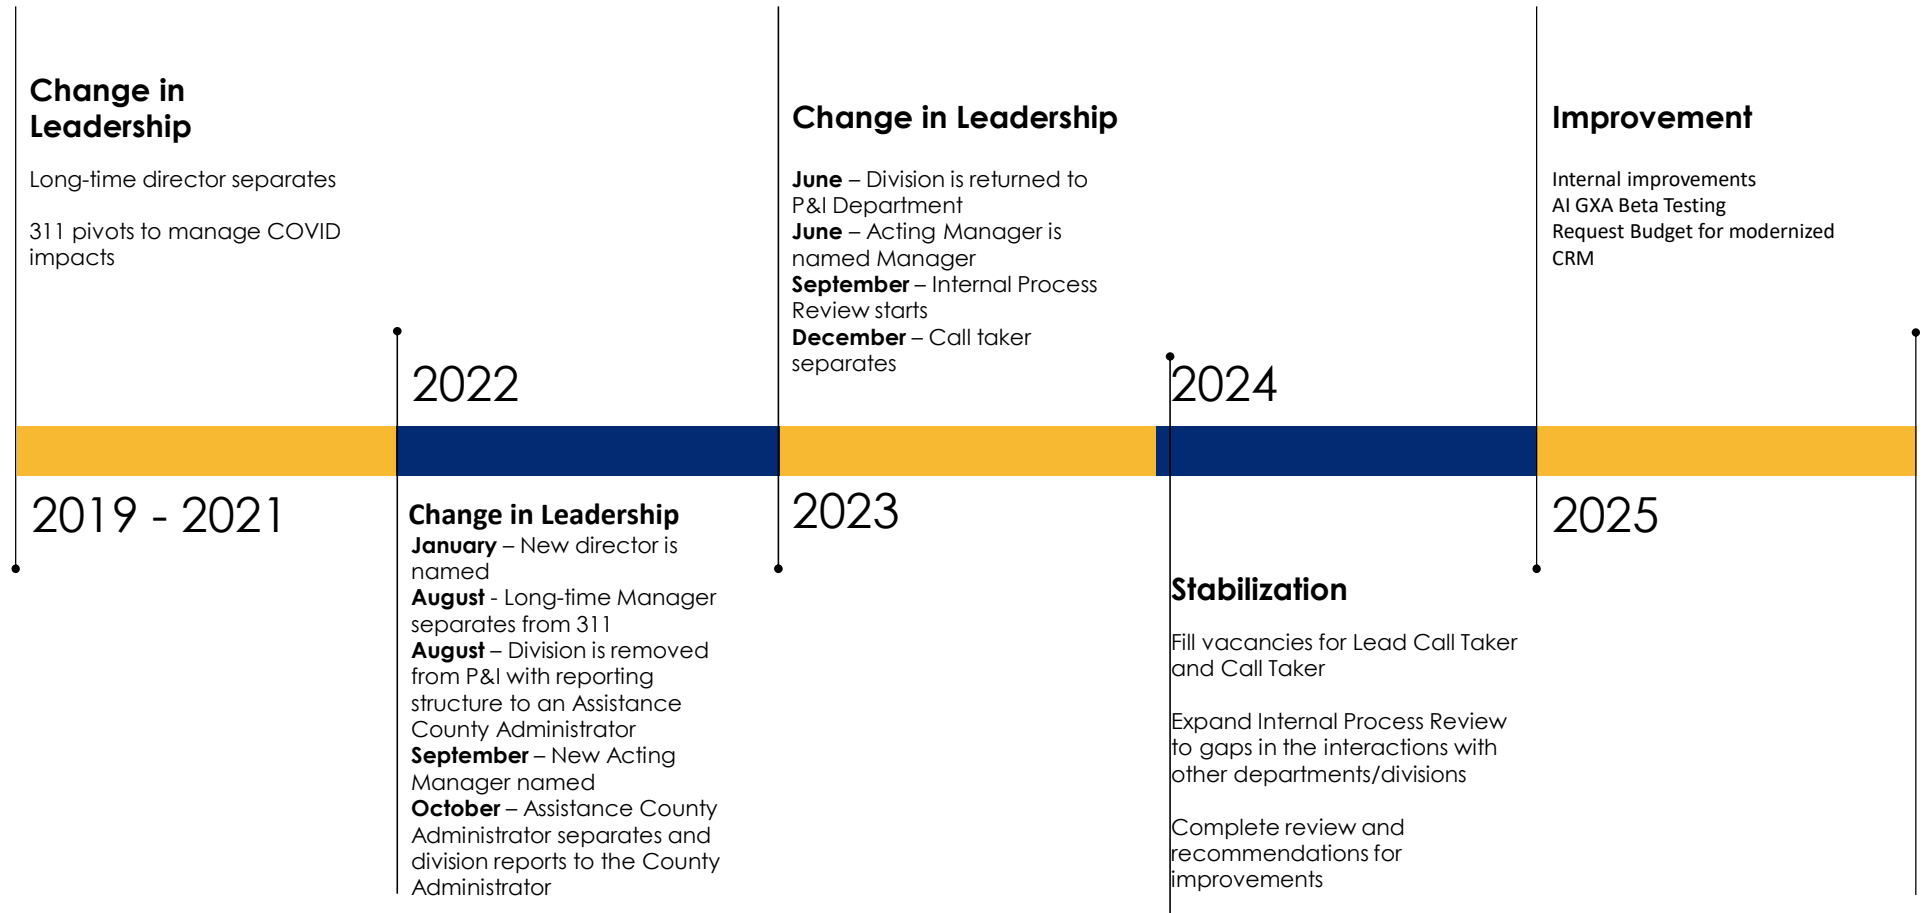 Change in
Leadership
Long-time director separates
311 pivots to manage COVID
impacts
2019 - 2021
2022
Change in Leadership
January – New director is
named
August - Long-time Manager
separates from 311
August – Division is removed
from P&I with reporting
structure to an Assistance
County Administrator
September – New Acting
Manager named
October – Assistance County
Administrator separates and
division reports to the County
Administrator
Change in Leadership
June – Division is returned to
P&I Department
June – Acting Manager is
named Manager
September – Internal Process
Review starts
December – Call taker
separates
2023
2024
Stabilization
Fill vacancies for Lead Call Taker
and Call Taker
Expand Internal Process Review
to gaps in the interactions with
other departments/divisions
Complete review and
recommendations for
improvements
Improvement
Internal improvements
AI GXA Beta Testing
Request Budget for modernized
CRM
2025